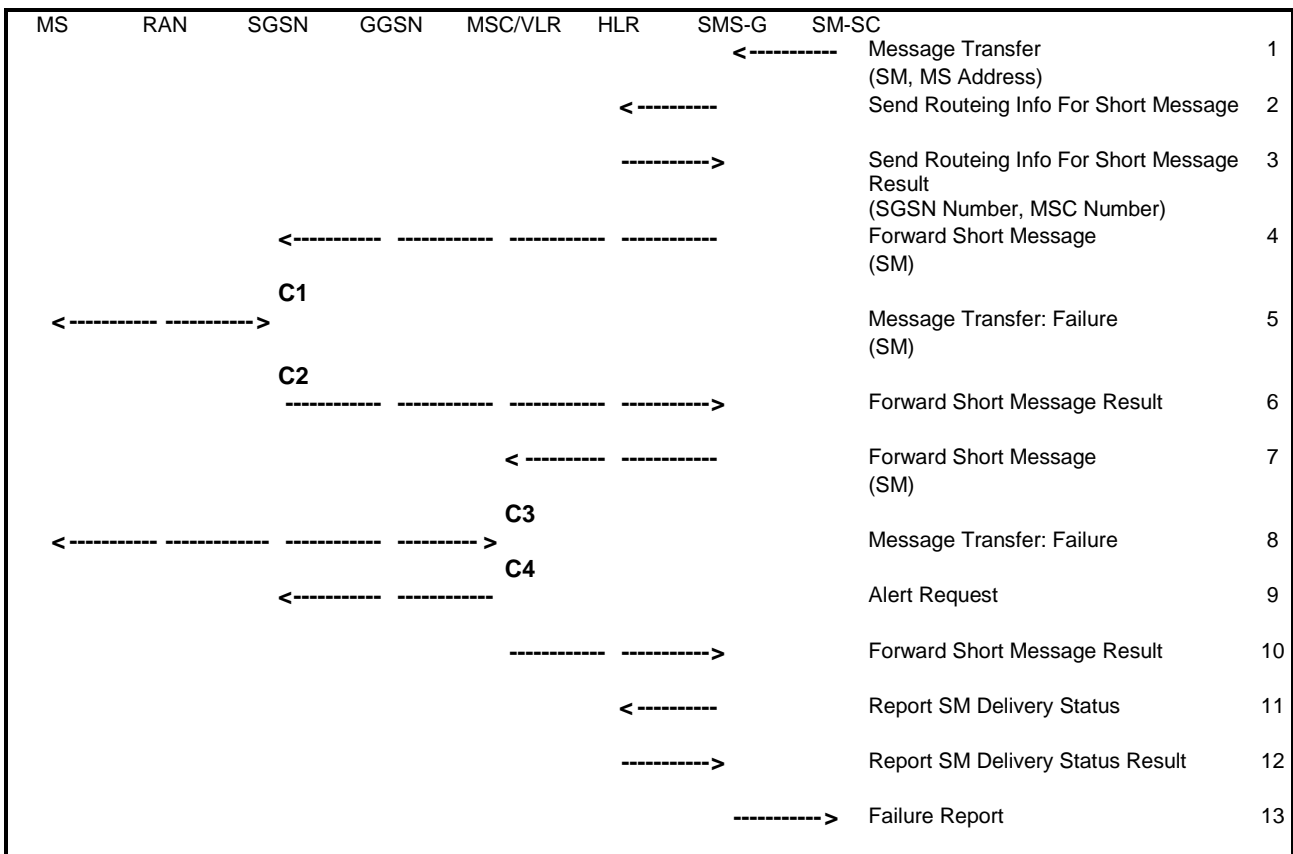 MS RAN SGSN GGSN MSC/VLR HLR SMS-G SM-SC
Message Transfer 1
(SM, MS Address)
Send Routeing Info For Short Message 2
Send Routeing Info For Short Message 3
Result
(SGSN Number, MSC Number)
Forward Short Message 4
(SM)
C1
Message Transfer: Failure 5
(SM)
C2
Forward Short Message Result 6
Forward Short Message 7
(SM)
C3
Message Transfer: Failure 8
C4
Alert Request 9
Forward Short Message Result 10
Report SM Delivery Status 11
Report SM Delivery Status Result 12
Failure Report 13